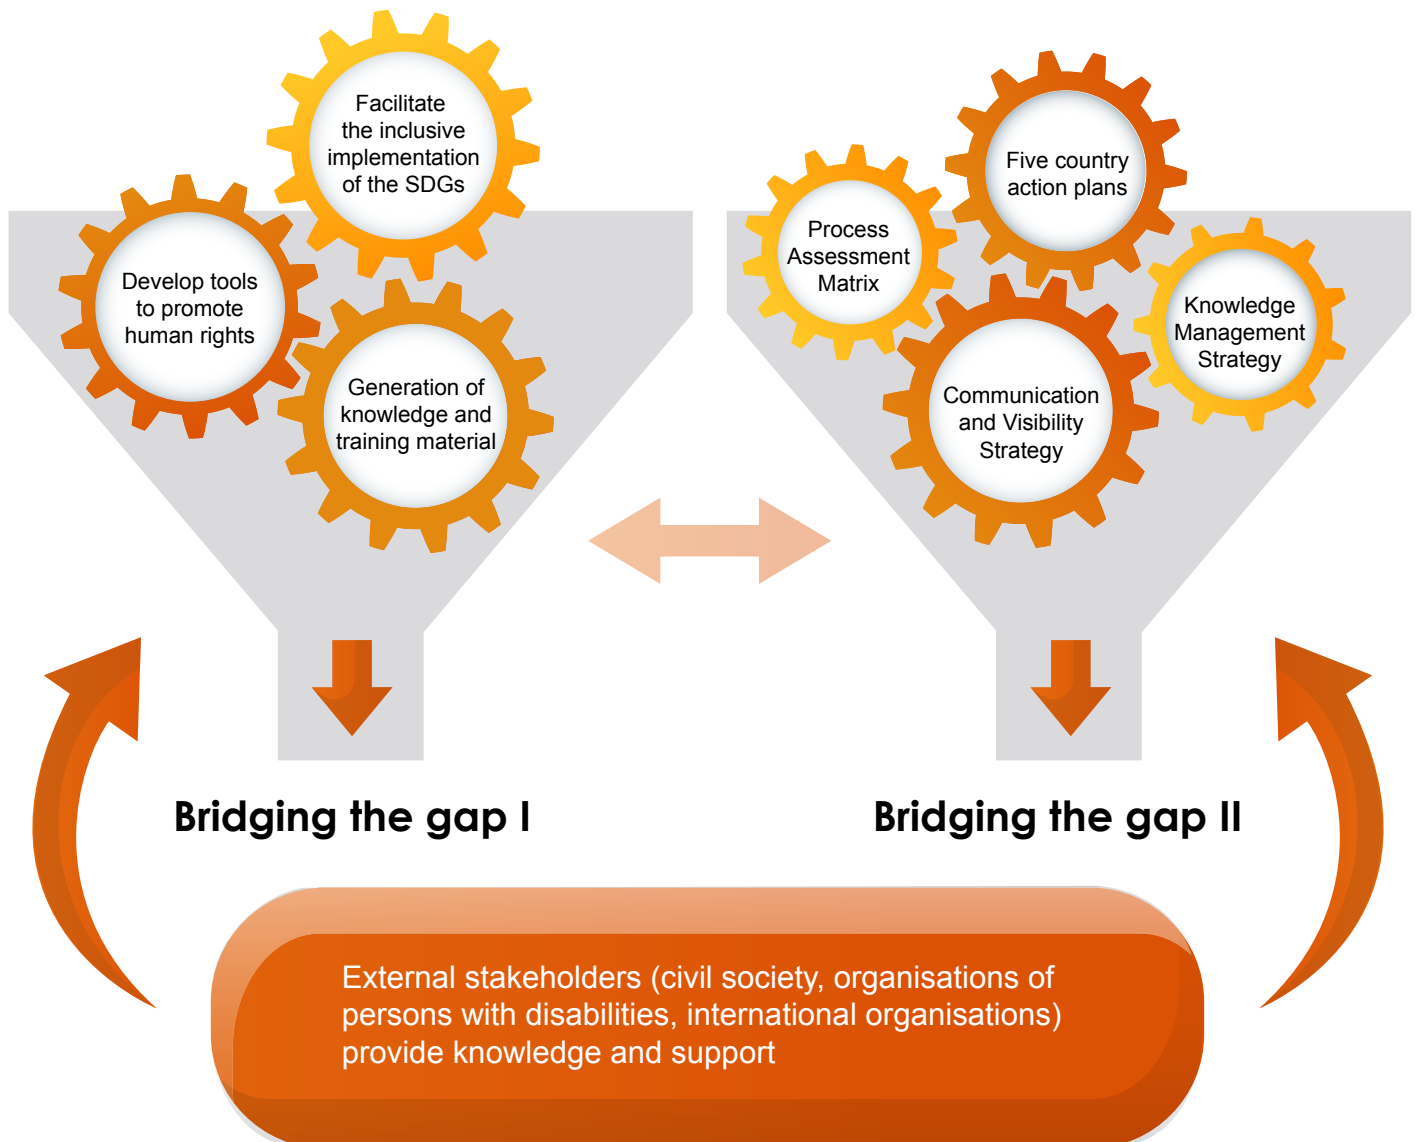 Facilitate
the inclusive
implementation
of the SDGs
Develop tools
to promote
human rights
Generation of
knowledge and
training material
Five country
action plans
Process
Assessment
Matrix
Knowledge
Management
Strategy
Communication
and Visibility
Strategy
Bridging the gap I
Bridging the gap II
External stakeholders (civil society, organisations of
persons with disabilities, international organisations)
provide knowledge and support